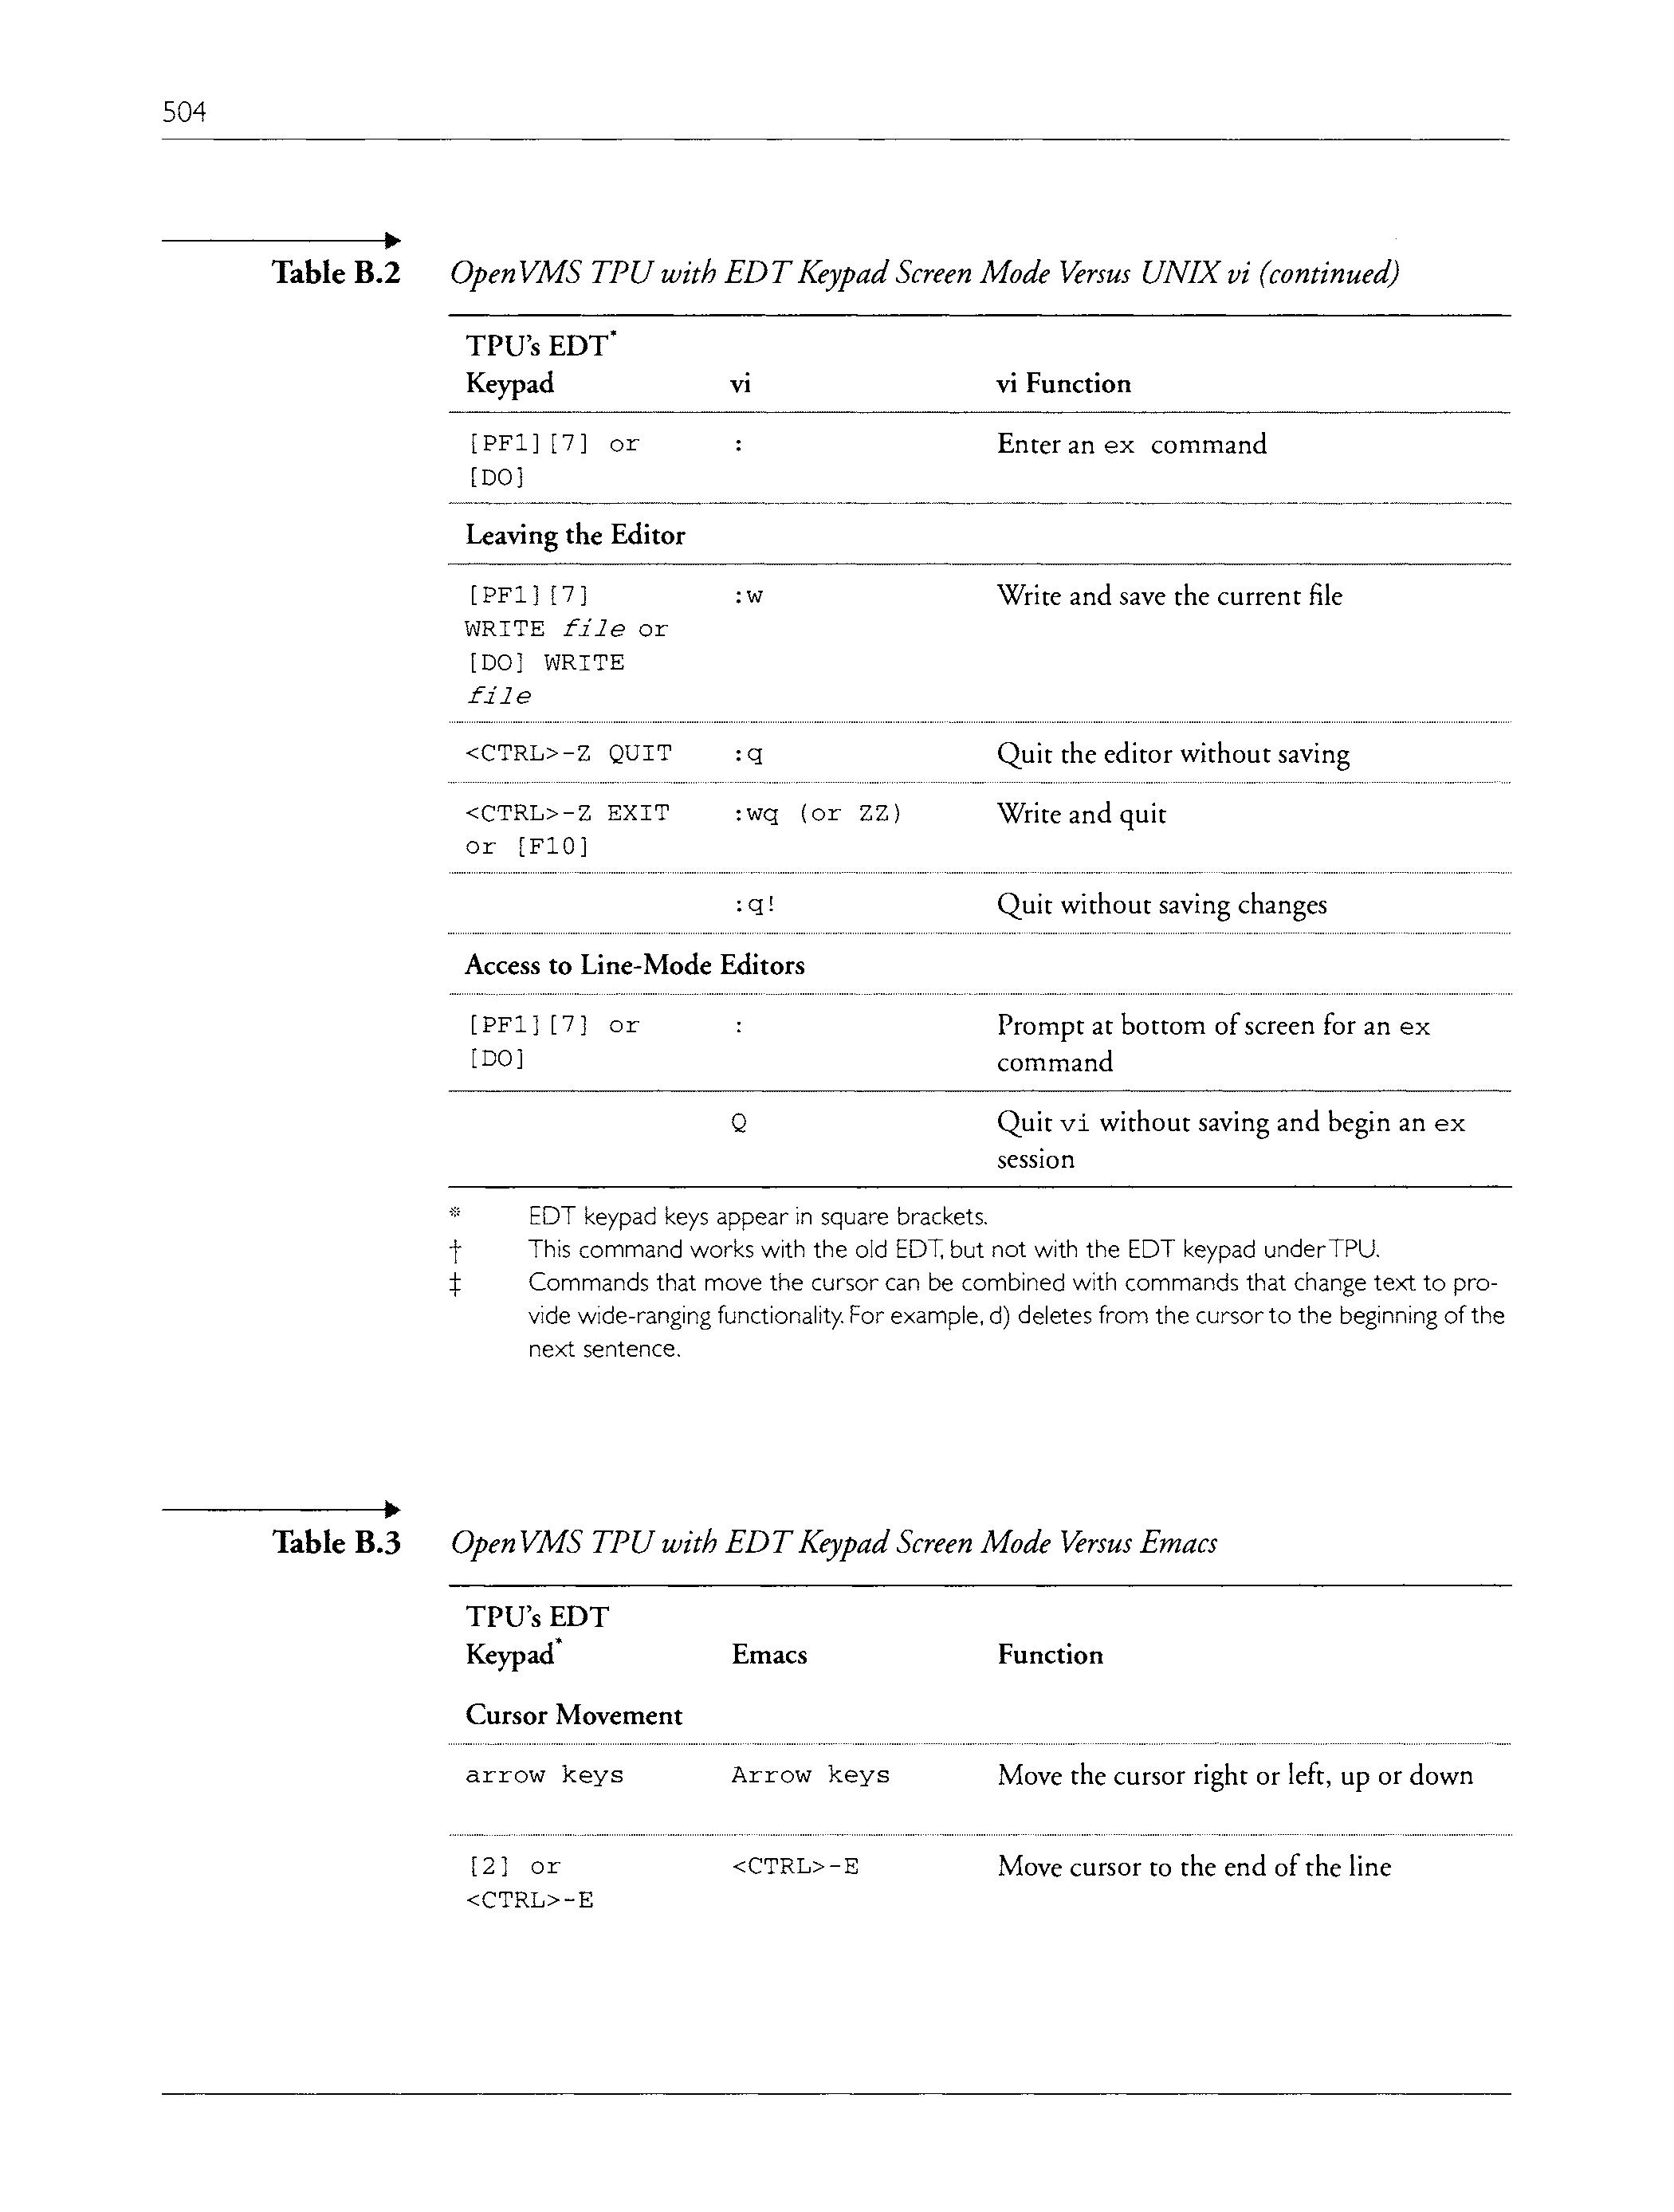 504
Table B.2 OpenVMS TPU with EDT Keypad Screen Mode Versus UNIX vi (continued)
TPU's EDT*
Keypad vi vi Function
[PF1][7] or : Enter an ex command
[DO]
Leaving the Editor
[PF1][7] :w Write and save the current file
WRITE file or
[DO] WRITE
file
<CTRL>-Z QUIT :q Quit the editor without saving
<CTRL>-Z EXIT :wq (or ZZ) Write and quit
or [F10]
:q! Quit without saving changes
Access to Line-Mode Editors
[PF1][7] or : Prompt at bottom of screen for an ex
[DO] command
Q Quit vi without saving and begin an ex
session
* EDT keypad keys appear in square brackets.
† This command works with the old EDT, but not with the EDT keypad under TPU.
‡ Commands that move the cursor can be combined with commands that change text to pro-
vide wide-ranging functionality. For example, d) deletes from the cursor to the beginning of the
next sentence.
Table B.3 OpenVMS TPU with EDT Keypad Screen Mode Versus Emacs
TPU's EDT
Keypad* Emacs Function
Cursor Movement
arrow keys Arrow keys Move the cursor right or left, up or down
[2] or <CTRL>-E Move cursor to the end of the line
<CTRL>-E